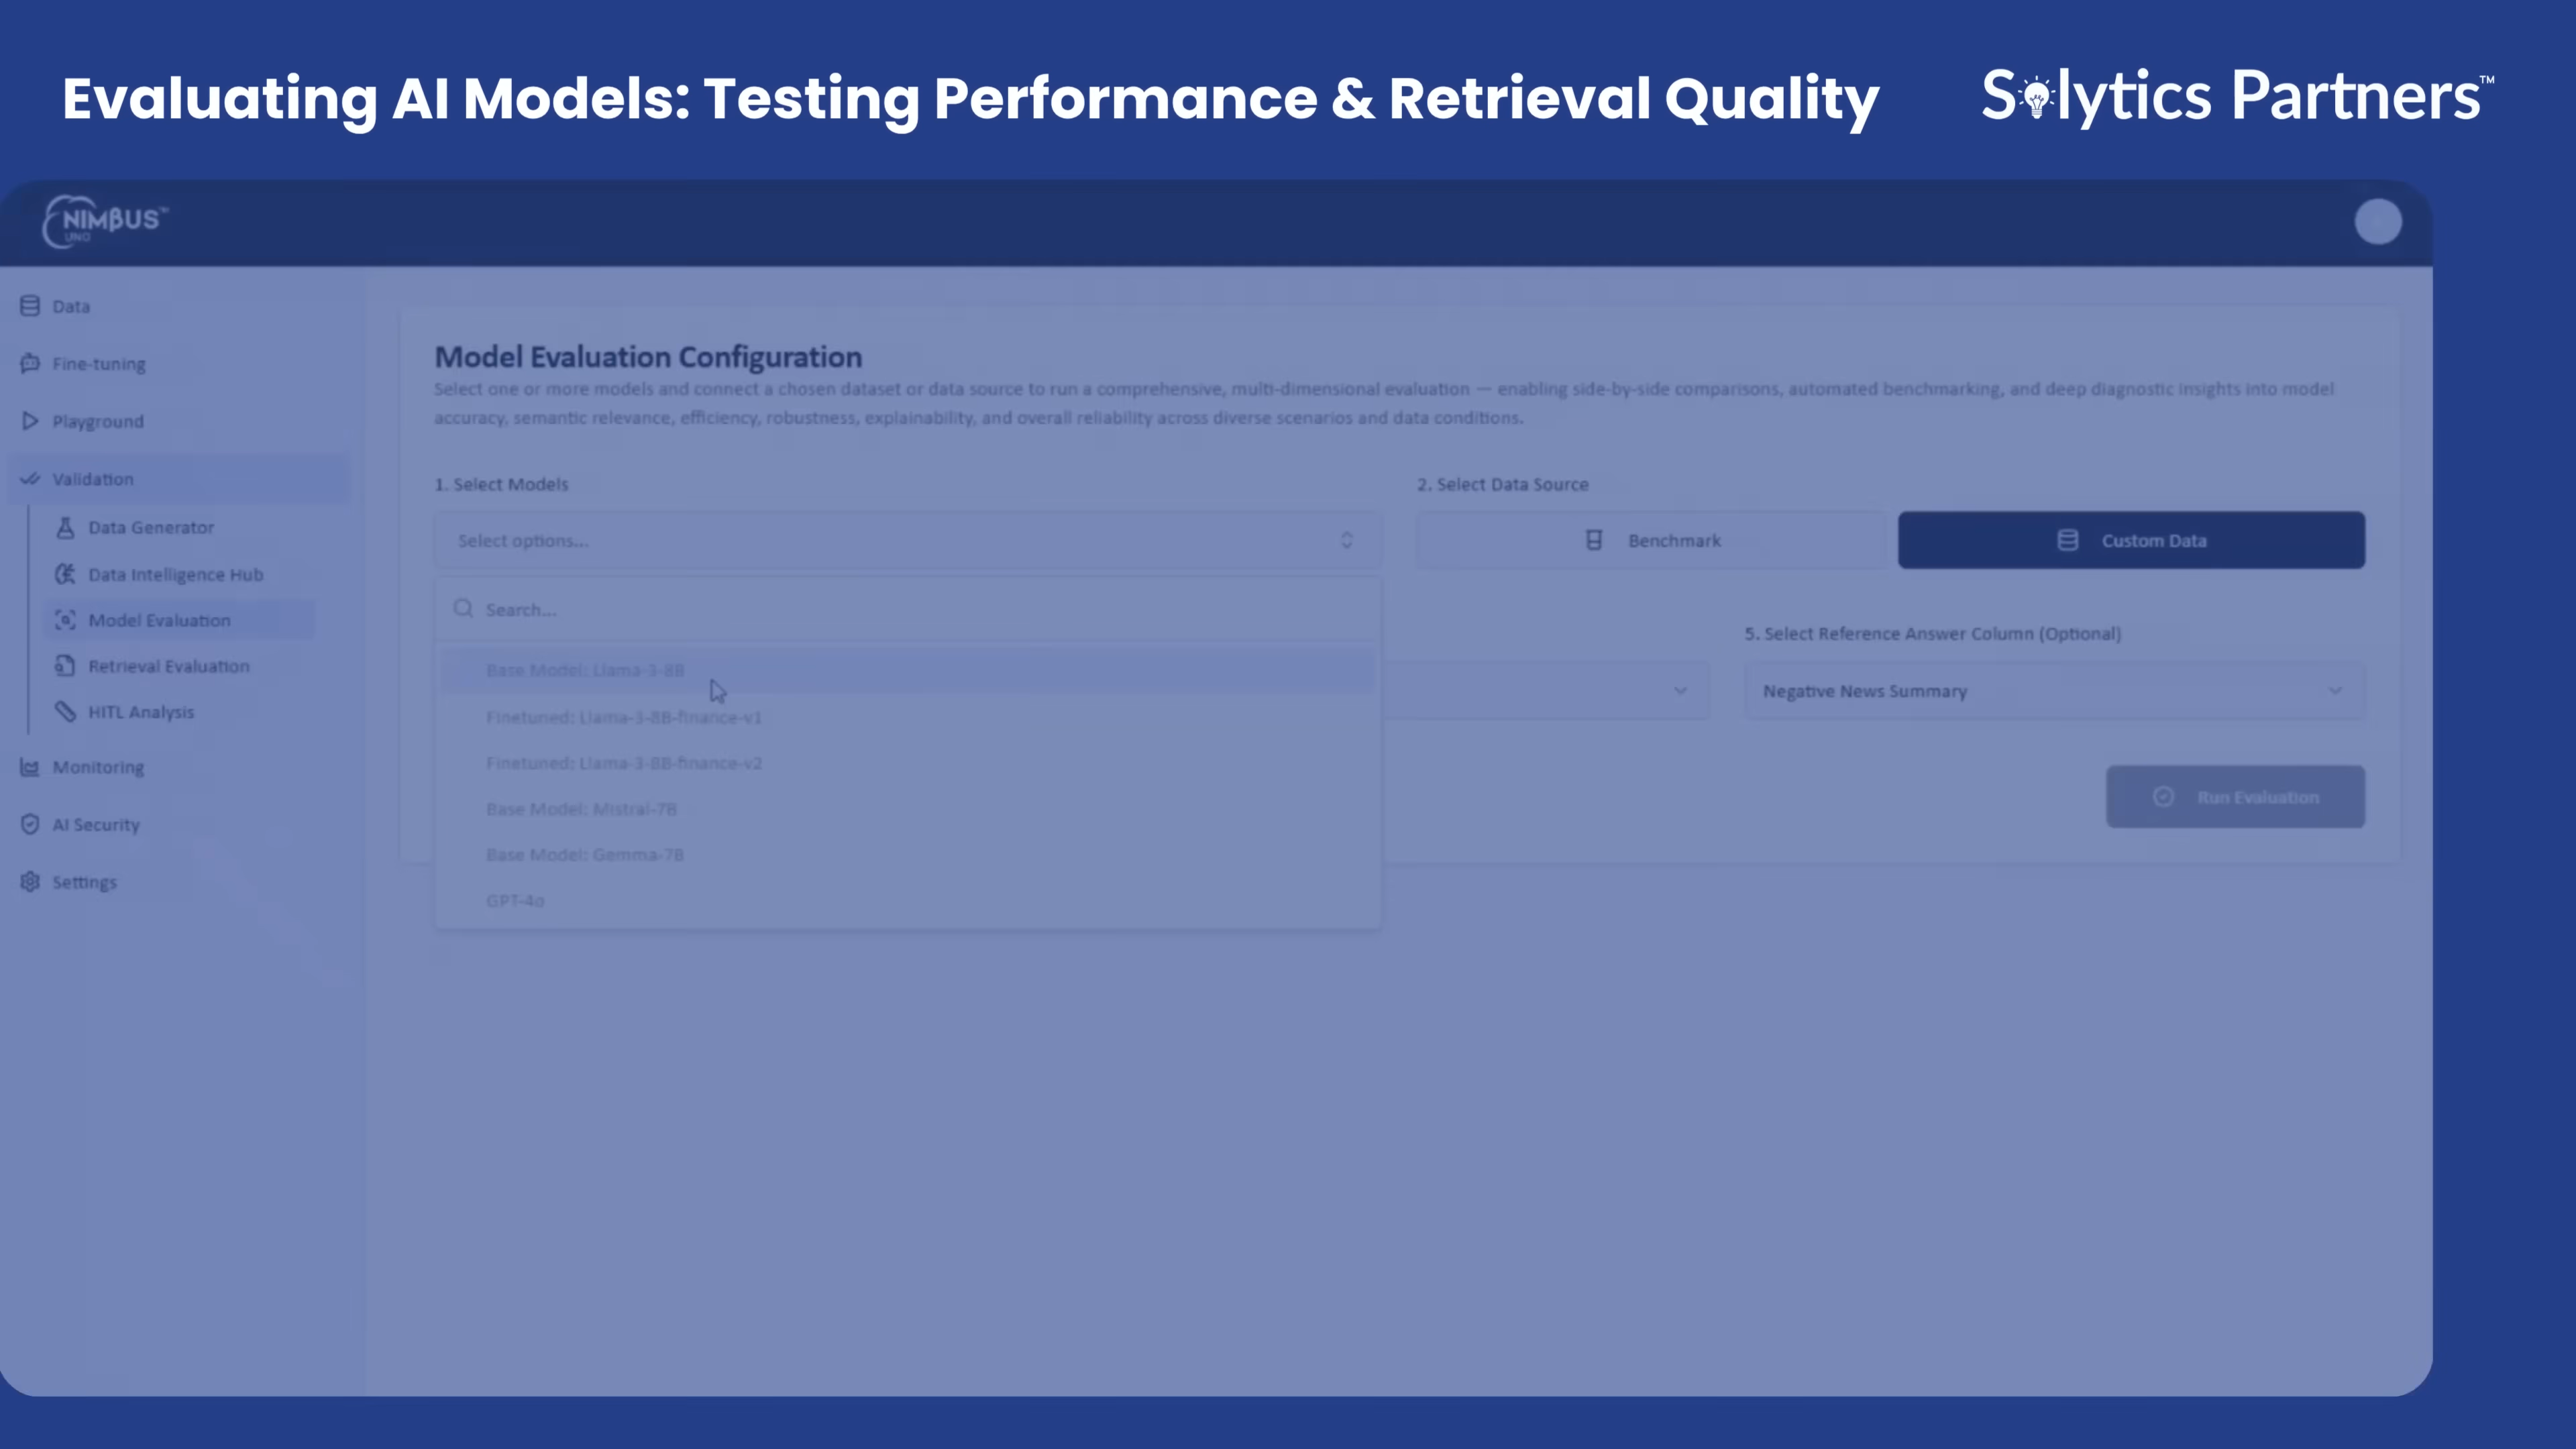 Evaluating AI Models: Testing Performance & Retrieval Quality
Solytics Partners™
NIMBUS™
UNO
Data
Fine-tuning
Playground
Validation
Data Generator
Data Intelligence Hub
Model Evaluation
Retrieval Evaluation
HITL Analysis
Monitoring
AI Security
Settings
Model Evaluation Configuration
Select one or more models and connect a chosen dataset or data source to run a comprehensive, multi-dimensional evaluation — enabling side-by-side comparisons, automated benchmarking, and deep diagnostic insights into model
accuracy, semantic relevance, efficiency, robustness, explainability, and overall reliability across diverse scenarios and data conditions.
1. Select Models
Select options...
Search...
Base Model: Llama-3-8B
Finetuned: Llama-3-8B-finance-v1
Finetuned: Llama-3-8B-finance-v2
Base Model: Mistral-7B
Base Model: Gemma-7B
GPT-4o
2. Select Data Source
Benchmark
Custom Data
5. Select Reference Answer Column (Optional)
Negative News Summary
Run Evaluation